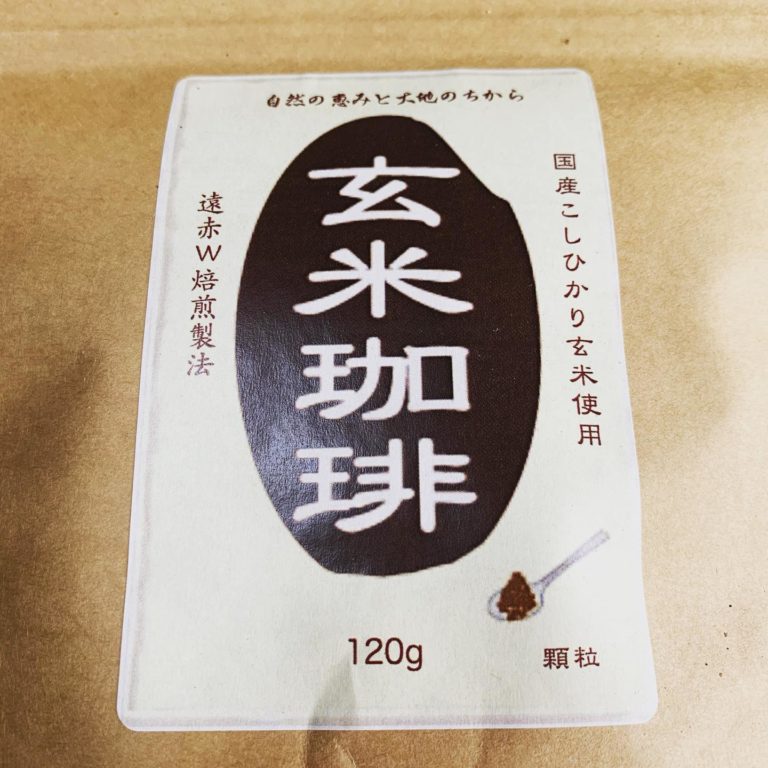 自然の恵みと大地のちから
国産こしひかり玄米使用
玄米珈琲
遠赤W焙煎製法
120g
顆粒